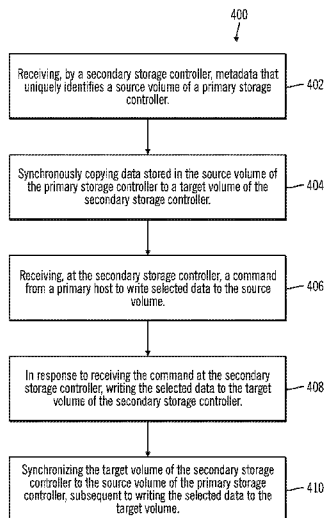 400
Receiving, by a secondary storage controller, metadata that
uniquely identifies a source volume of a primary storage
controller.
402
Synchronously copying data stored in the source volume of
the primary storage controller to a target volume of the
secondary storage controller.
404
Receiving, at the secondary storage controller, a command
from a primary host to write selected data to the source
volume.
406
In response to receiving the command at the secondary
storage controller, writing the selected data to the target
volume of the secondary storage controller.
408
Synchronizing the target volume of the secondary storage
controller to the source volume of the primary storage
controller, subsequent to writing the selected data to the
target volume.
410